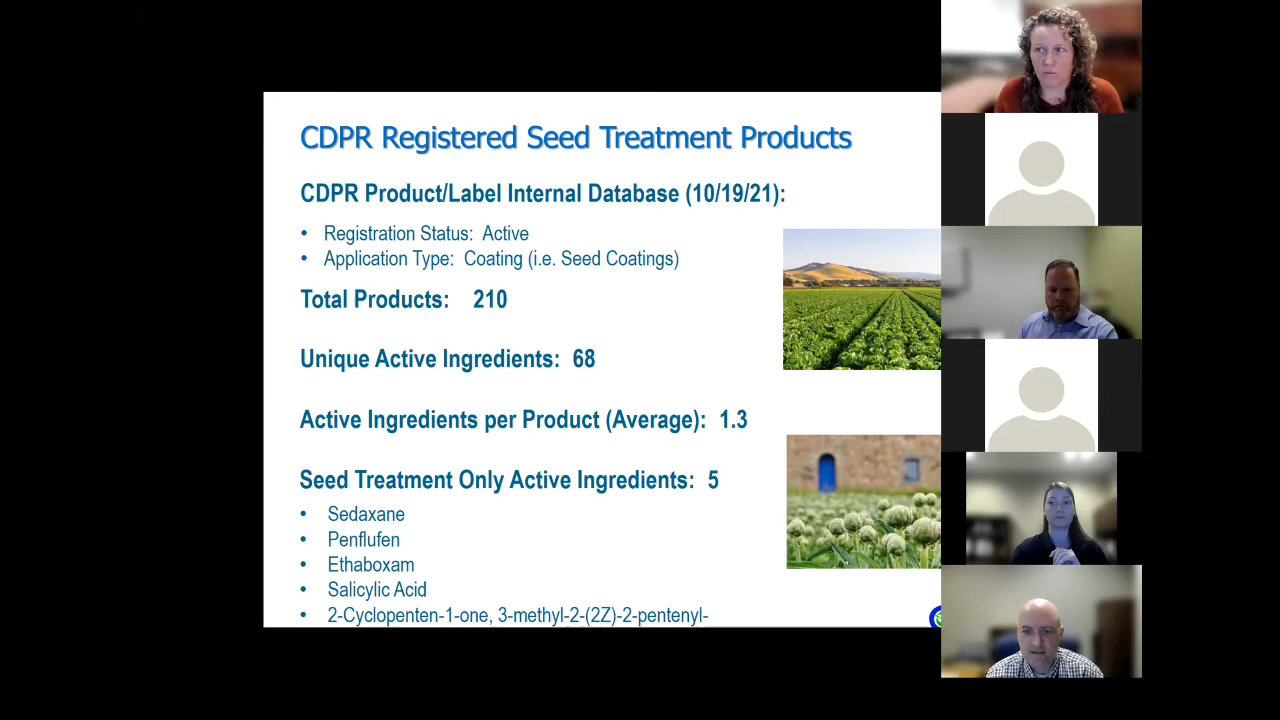 CDPR Registered Seed Treatment Products
CDPR Product/Label Internal Database (10/19/21):
• Registration Status: Active
• Application Type: Coating (i.e. Seed Coatings)
Total Products: 210
Unique Active Ingredients: 68
Active Ingredients per Product (Average): 1.3
Seed Treatment Only Active Ingredients: 5
• Sedaxane
• Penflufen
• Ethaboxam
• Salicylic Acid
• 2-Cyclopenten-1-one, 3-methyl-2-(2Z)-2-pentenyl-